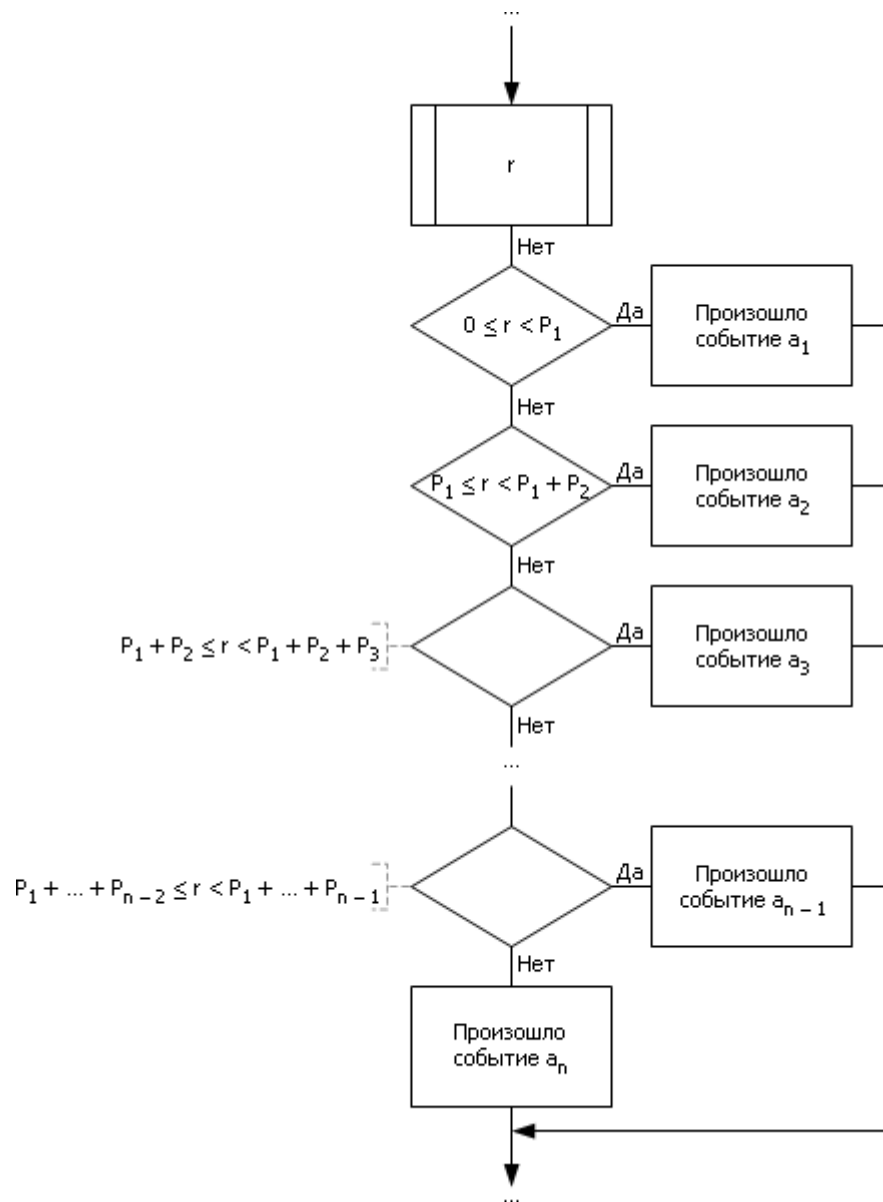 ...
r
Нет
0 ≤ r < P₁
Да
Произошло
событие a₁
Нет
P₁ ≤ r < P₁ + P₂
Да
Произошло
событие a₂
Нет
P₁ + P₂ ≤ r < P₁ + P₂ + P₃
Да
Произошло
событие a₃
Нет
...
P₁ + ... + Pₙ₋₂ ≤ r < P₁ + ... + Pₙ₋₁
Да
Произошло
событие aₙ₋₁
Нет
Произошло
событие aₙ
...